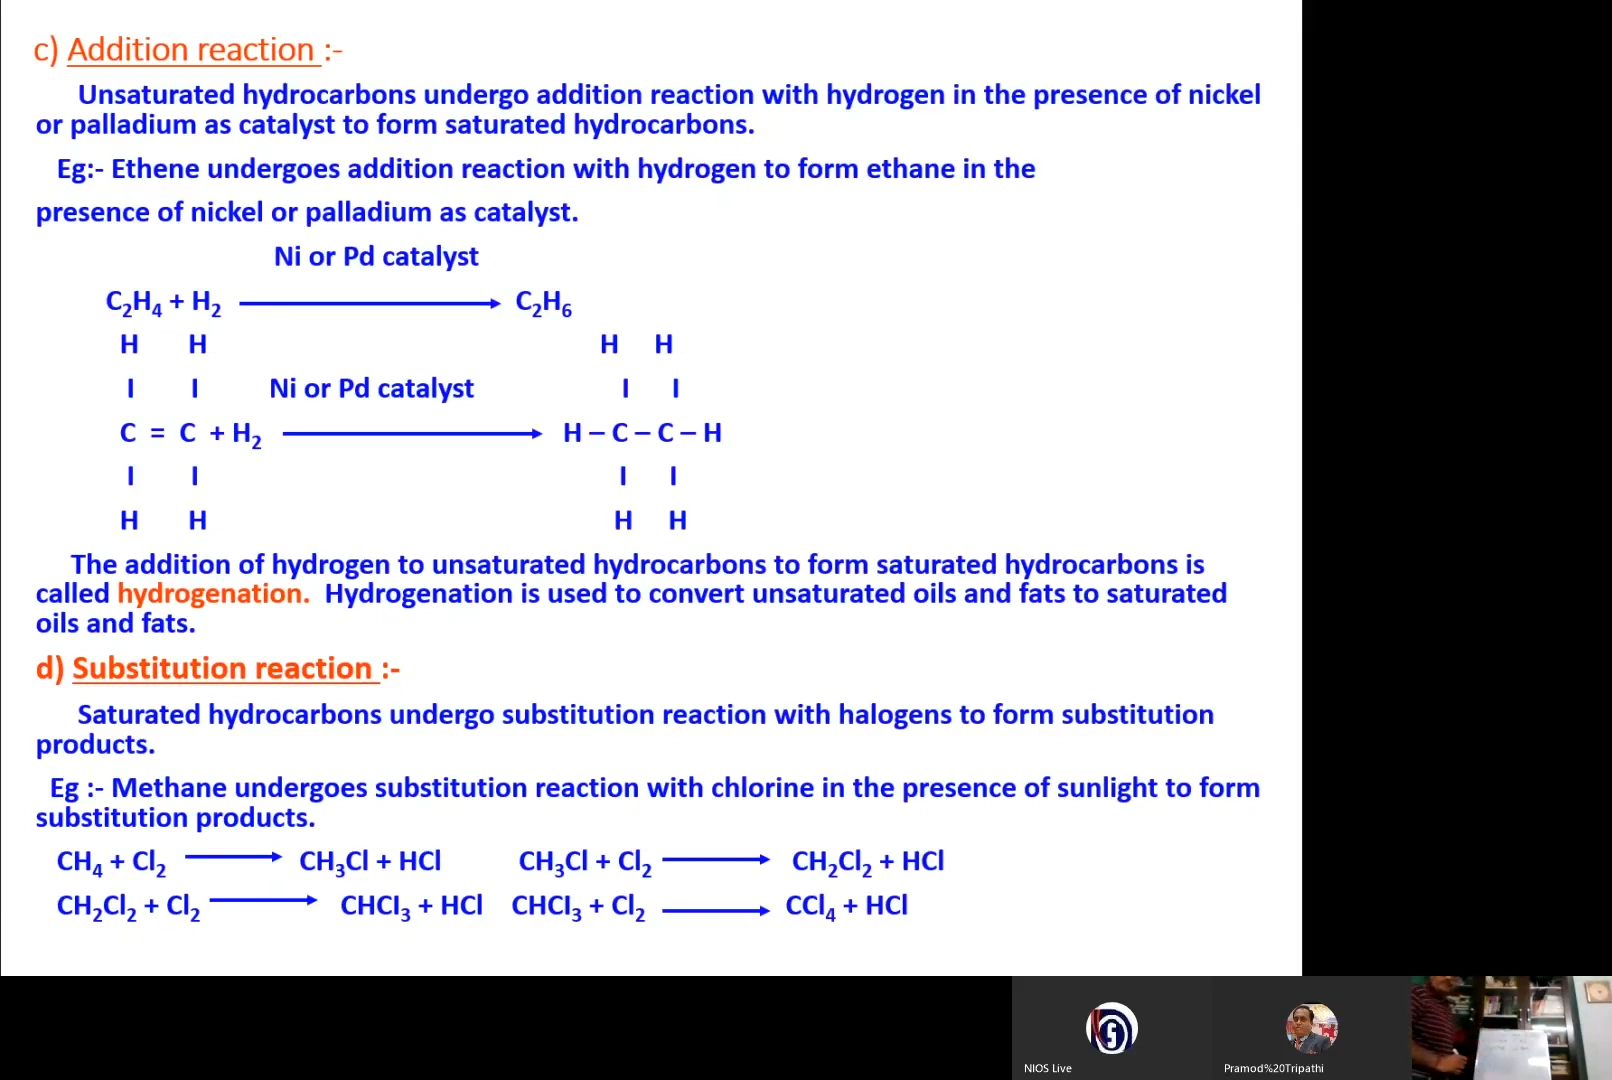 c) Addition reaction :-
Unsaturated hydrocarbons undergo addition reaction with hydrogen in the presence of nickel
or palladium as catalyst to form saturated hydrocarbons.
Eg:- Ethene undergoes addition reaction with hydrogen to form ethane in the
presence of nickel or palladium as catalyst.
Ni or Pd catalyst
C₂H₄ + H₂ ⟶ C₂H₆
H H H H
I I Ni or Pd catalyst I I
C = C + H₂ ⟶ H – C – C – H
I I I I
H H H H
The addition of hydrogen to unsaturated hydrocarbons to form saturated hydrocarbons is
called hydrogenation. Hydrogenation is used to convert unsaturated oils and fats to saturated
oils and fats.
d) Substitution reaction :-
Saturated hydrocarbons undergo substitution reaction with halogens to form substitution
products.
Eg :- Methane undergoes substitution reaction with chlorine in the presence of sunlight to form
substitution products.
CH₄ + Cl₂ ⟶ CH₃Cl + HCl CH₃Cl + Cl₂ ⟶ CH₂Cl₂ + HCl
CH₂Cl₂ + Cl₂ ⟶ CHCl₃ + HCl CHCl₃ + Cl₂ ⟶ CCl₄ + HCl
NIOS Live Pramod%20Tripathi